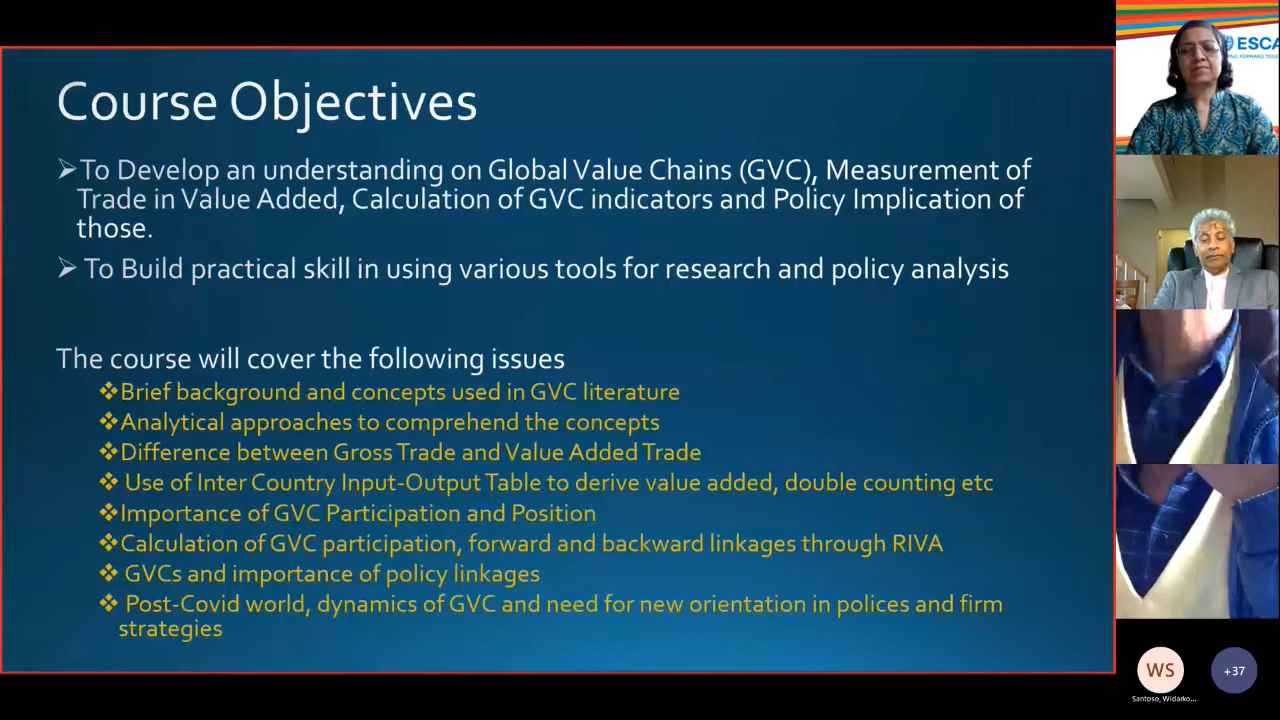 Course Objectives
➢To Develop an understanding on Global Value Chains (GVC), Measurement of
Trade in Value Added, Calculation of GVC indicators and Policy Implication of
those.
➢ To Build practical skill in using various tools for research and policy analysis
The course will cover the following issues
❖Brief background and concepts used in GVC literature
❖Analytical approaches to comprehend the concepts
❖Difference between Gross Trade and Value Added Trade
❖ Use of Inter Country Input-Output Table to derive value added, double counting etc
❖Importance of GVC Participation and Position
❖Calculation of GVC participation, forward and backward linkages through RIVA
❖ GVCs and importance of policy linkages
❖ Post-Covid world, dynamics of GVC and need for new orientation in polices and firm
strategies
ESCA
FORWARD
WS
+37
Santoso, Widarko...